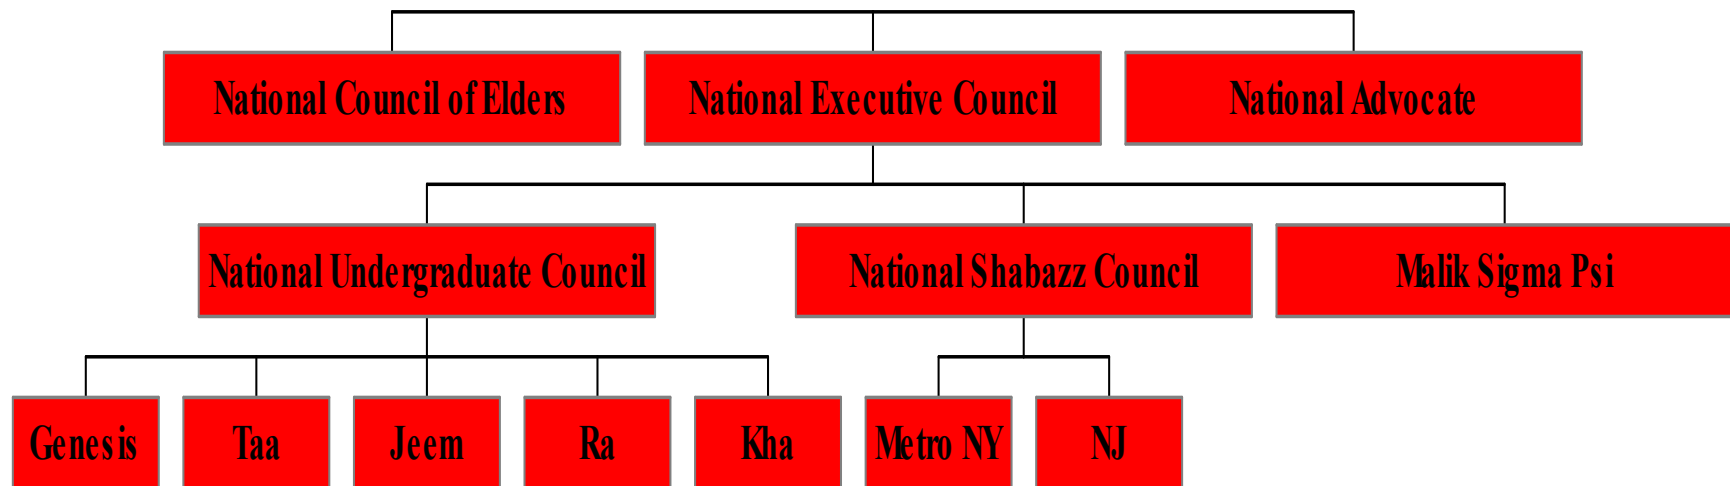 National Council of Elders
National Executive Council
National Advocate
National Undergraduate Council
National Shabazz Council
Malik Sigma Psi
Genesis
Taa
Jeem
Ra
Kha
Metro NY
NJ